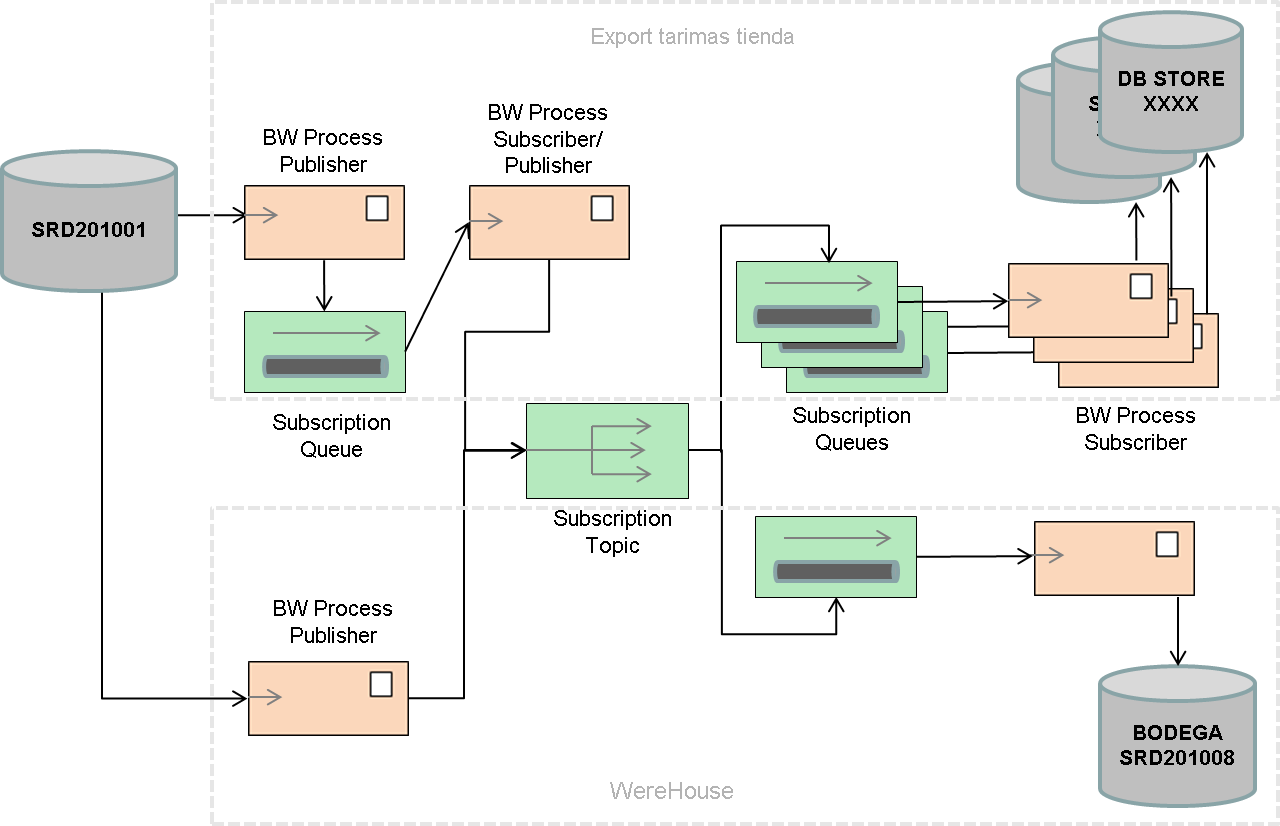 Export tarimas tienda
DB STORE
XXXX
S
BW Process
Subscriber/
Publisher
BW Process
Publisher
SRD201001
Subscription
Queue
Subscription
Queues
BW Process
Subscriber
Subscription
Topic
BW Process
Publisher
BODEGA
SRD201008
WereHouse